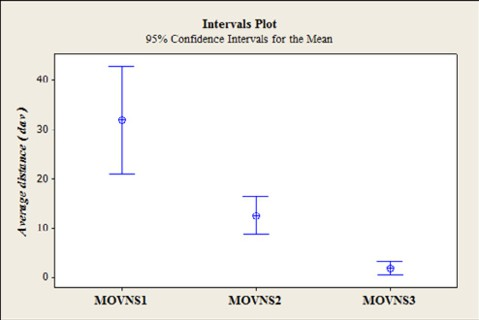 Intervals Plot
95% Confidence Intervals for the Mean
Average distance ( dav )
40
30
20
10
0
MOVNS1 MOVNS2 MOVNS3